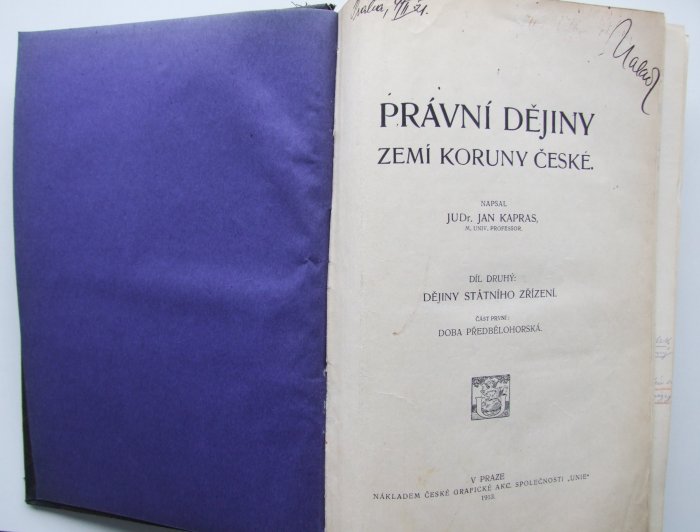 PRÁVNÍ DĚJINY
ZEMÍ KORUNY ČESKÉ.
NAPSAL
JUDr. JAN KAPRAS,
M. UNIV. PROFESSOR.
DÍL DRUHÝ:
DĚJINY STÁTNÍHO ZŘÍZENÍ.
ČÁST PRVNÍ:
DOBA PŘEDBĚLOHORSKÁ.
V PRAZE
NÁKLADEM ČESKÉ GRAFICKÉ AKC. SPOLEČNOSTI „UNIE"
1913.